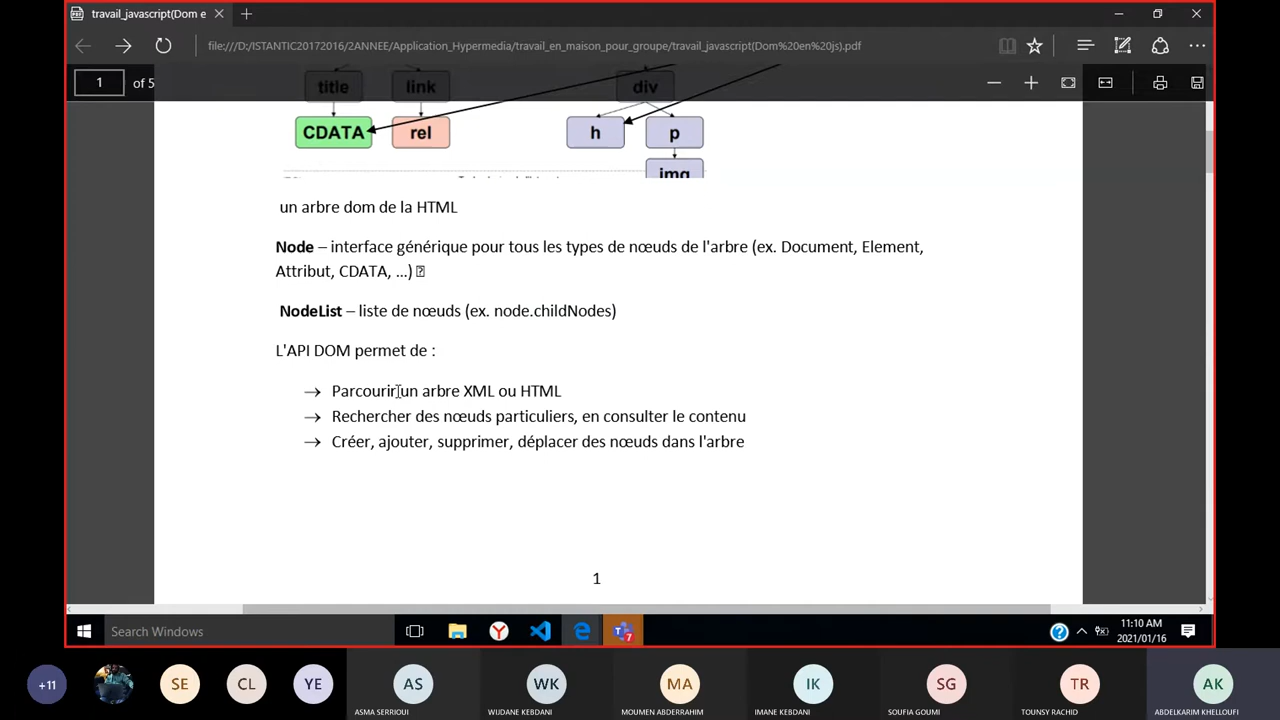 travail_javascript(Dom e
file:///D:/ISTANTIC20172016/2ANNEE/Application_Hypermedia/travail_en_maison_pour_groupe/travail_javascript(Dom%20en%20js).pdf
1 of 5
title link div
CDATA rel h p
img
un arbre dom de la HTML
Node – interface générique pour tous les types de nœuds de l'arbre (ex. Document, Element,
Attribut, CDATA, ...)
NodeList – liste de nœuds (ex. node.childNodes)
L'API DOM permet de :
→ Parcourir un arbre XML ou HTML
→ Rechercher des nœuds particuliers, en consulter le contenu
→ Créer, ajouter, supprimer, déplacer des nœuds dans l'arbre
1
Search Windows
7
11:10 AM
2021/01/16
+11 SE CL YE AS WK MA IK SG TR AK
ASMA SERRIOUI WIJDANE KEBDANI MOUMEN ABDERRAHIM IMANE KEBDANI SOUFIA GOUMI TOUNSY RACHID ABDELKARIM KHELLOUFI